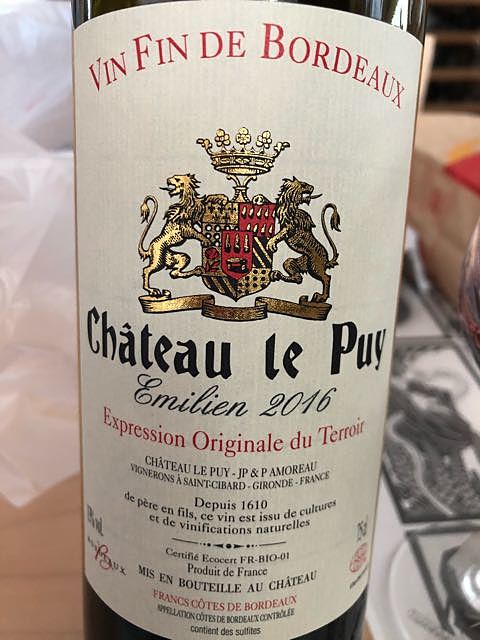 VIN FIN DE BORDEAUX
Château le Puy
Emilien 2016
Expression Originale du Terroir
CHÂTEAU LE PUY - JP & P AMOREAU
VIGNERONS À SAINT-CIBARD - GIRONDE - FRANCE
Depuis 1610
de père en fils, ce vin est issu de cultures
et de vinifications naturelles
75cl
Certifié Ecocert FR-BIO-01
Produit de France
MIS EN BOUTEILLE AU CHÂTEAU
FRANCS CÔTES DE BORDEAUX
APPELLATION CÔTES DE BORDEAUX CONTRÔLÉE
contient des sulfites